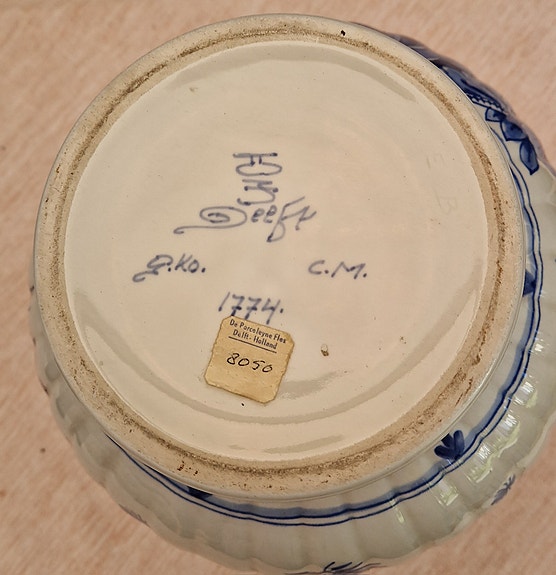 Delft
C.M.
1774.
De Porceleyne Fles
Delft - Holland
8050